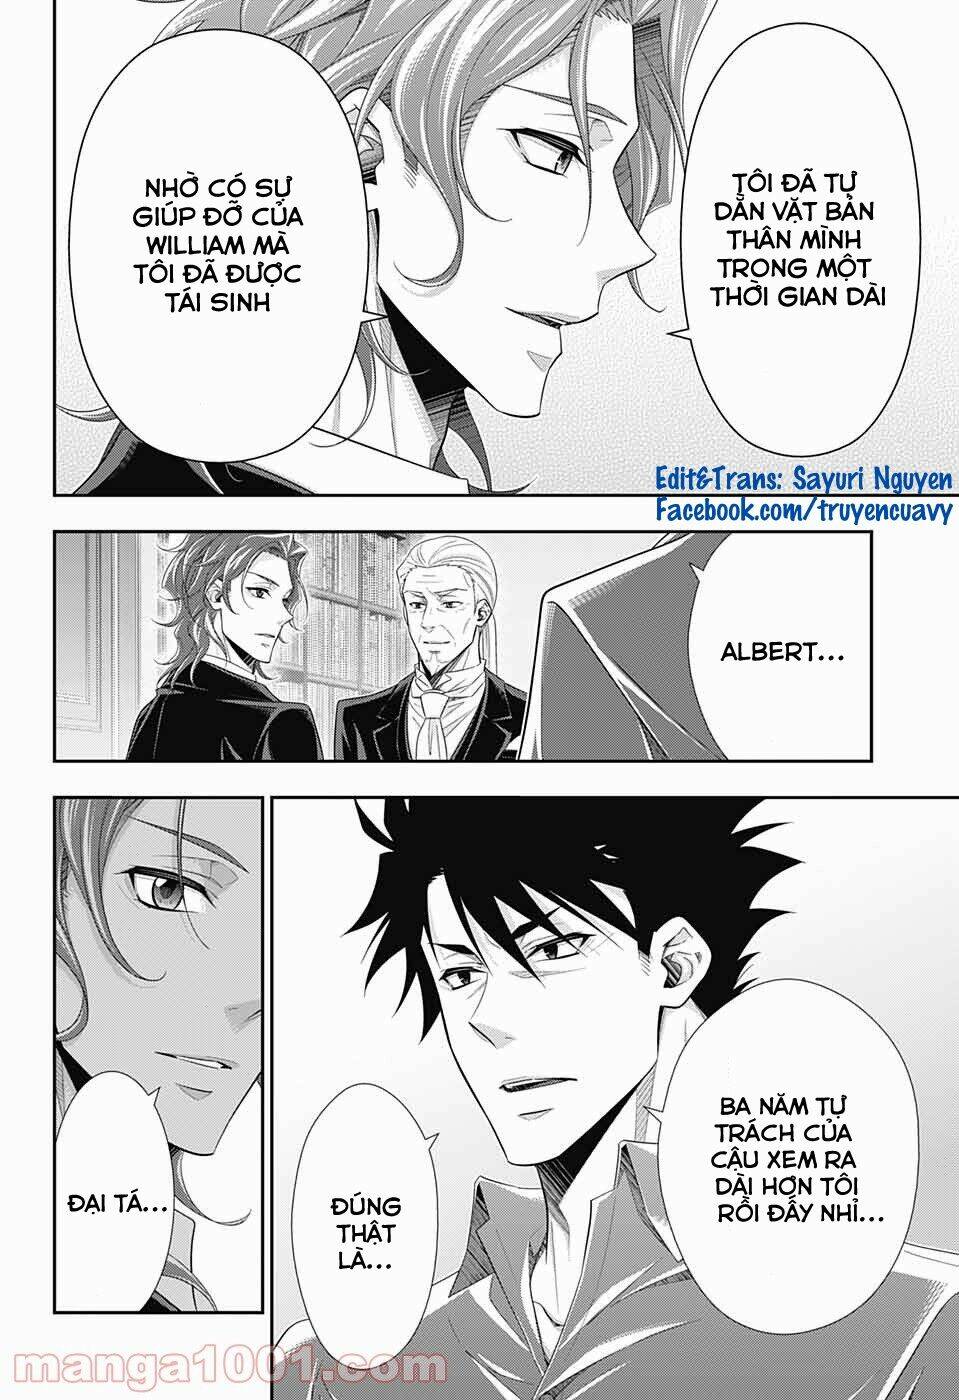 TÔI ĐÃ TỰ
DẰN VẶT BẢN
THÂN MÌNH
TRONG MỘT
THỜI GIAN DÀI
NHỜ CÓ SỰ
GIÚP ĐỠ CỦA
WILLIAM MÀ
TÔI ĐÃ ĐƯỢC
TÁI SINH
Edit&Trans: Sayuri Nguyen
Facebook.com/truyencuavy
ALBERT...
BA NĂM TỰ
TRÁCH CỦA
CẬU XEM RA
DÀI HƠN TÔI
RỒI ĐẤY NHỈ...
ĐÚNG
THẬT
LÀ...
ĐẠI TÁ...
manga1001.com